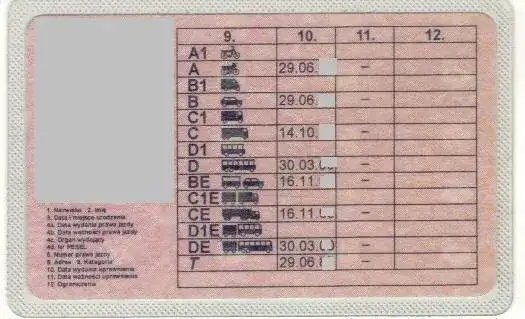 9. 10. 11. 12.
A1
A 29.06. –
B1
B 29.06 –
C1
C 14.10. –
D1
D 30.03. –
BE 16.11. –
C1E
CE 16.11. –
D1E
DE 30.03. –
T 29.06. –
1. Nazwisko 2. Imię
3. Data i miejsce urodzenia
4a. Data wydania prawa jazdy
4b. Data ważności prawa jazdy
4c. Organ wydający
4d. Nr PESEL
5. Numer prawa jazdy
8. Adres 9. Kategoria
10. Data wydania uprawnienia
11. Data ważności uprawnienia
12. Ograniczenia